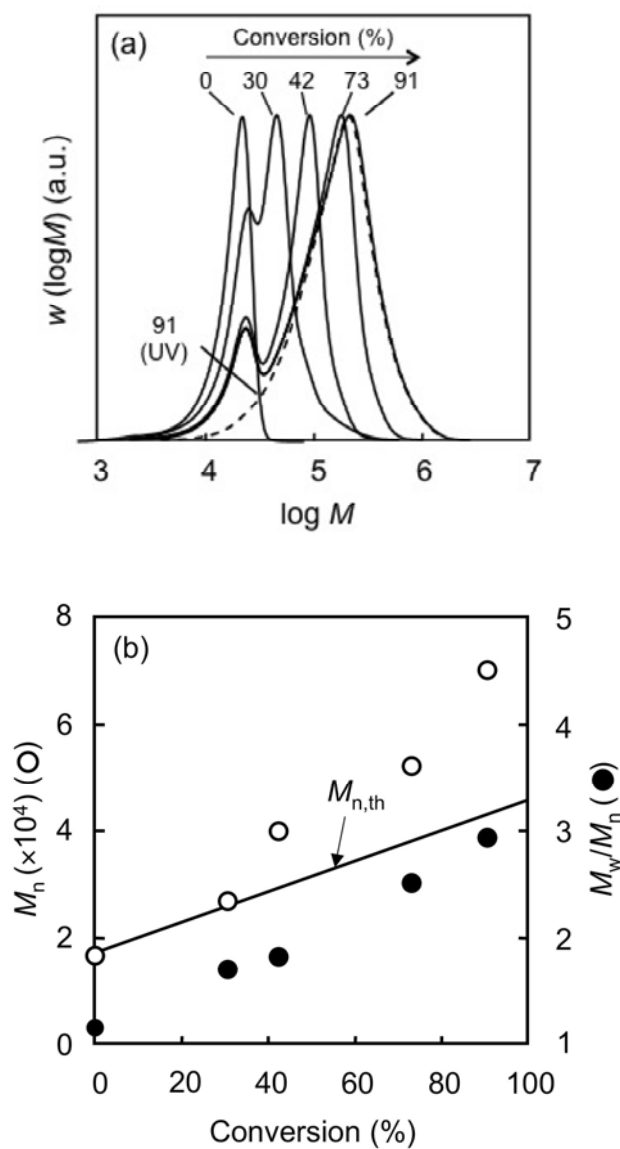 (a)
Conversion (%)
0 30 42 73 91
w (logM) (a.u.)
91
(UV)
3 4 5 6 7
log M
8 5
(b)
6 4
Mn,th
4 3
2 2
0 1
Mn (×10⁴) (○)
Mw/Mn (●)
0 20 40 60 80 100
Conversion (%)